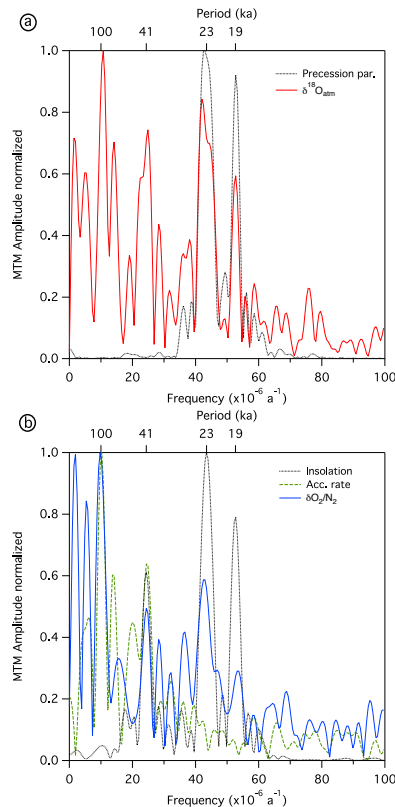 a
Period (ka)
100 41 23 19
1.0
0.8
0.6
0.4
0.2
0.0
MTM Amplitude normalized
Precession par.
δ¹⁸Oatm
0 20 40 60 80 100
Frequency (x10⁻⁶ a⁻¹)
b
Period (ka)
100 41 23 19
1.0
0.8
0.6
0.4
0.2
0.0
MTM Amplitude normalized
Insolation
Acc. rate
δO₂/N₂
0 20 40 60 80 100
Frequency (x10⁻⁶ a⁻¹)